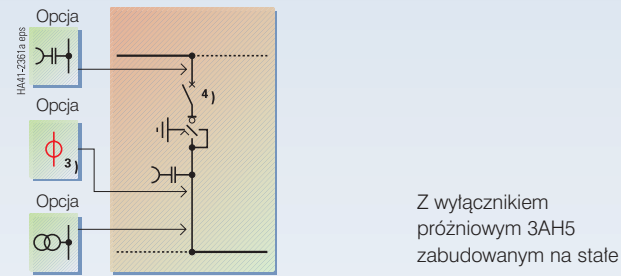 Opcja
HA41-2361a eps
4)
Opcja
3)
Opcja
Z wyłącznikiem
próżniowym 3AH5
zabudowanym na stałe